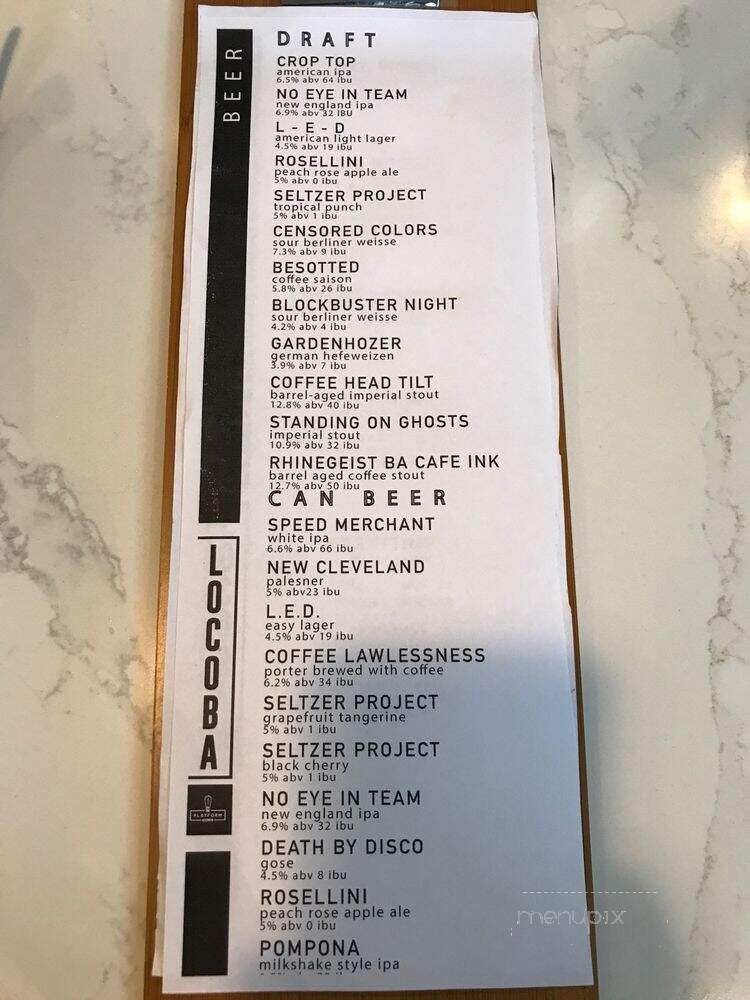 BEER
DRAFT
CROP TOP
american ipa
6.5% abv 64 ibu
NO EYE IN TEAM
new england ipa
6.9% abv 32 IBU
L - E - D
american light lager
4.5% abv 19 ibu
ROSELLINI
peach rose apple ale
5% abv 0 ibu
SELTZER PROJECT
tropical punch
5% abv 1 ibu
CENSORED COLORS
sour berliner weisse
7.3% abv 9 ibu
BESOTTED
coffee saison
5.8% abv 26 ibu
BLOCKBUSTER NIGHT
sour berliner weisse
4.2% abv 4 ibu
GARDENHOZER
german hefeweizen
3.9% abv 7 ibu
COFFEE HEAD TILT
barrel-aged imperial stout
12.8% abv 40 ibu
STANDING ON GHOSTS
imperial stout
10.9% abv 32 ibu
RHINEGEIST BA CAFE INK
barrel aged coffee stout
12.7% abv 50 ibu
CAN BEER
SPEED MERCHANT
white ipa
6.6% abv 66 ibu
NEW CLEVELAND
palesner
5% abv23 ibu
L.E.D.
easy lager
4.5% abv 19 ibu
COFFEE LAWLESSNESS
porter brewed with coffee
6.2% abv 34 ibu
SELTZER PROJECT
grapefruit tangerine
5% abv 1 ibu
SELTZER PROJECT
black cherry
5% abv 1 ibu
NO EYE IN TEAM
new england ipa
6.9% abv 32 ibu
DEATH BY DISCO
gose
4.5% abv 8 ibu
ROSELLINI
peach rose apple ale
5% abv 0 ibu
POMPONA
milkshake style ipa
LOCOBA
PLATFORM
menupix